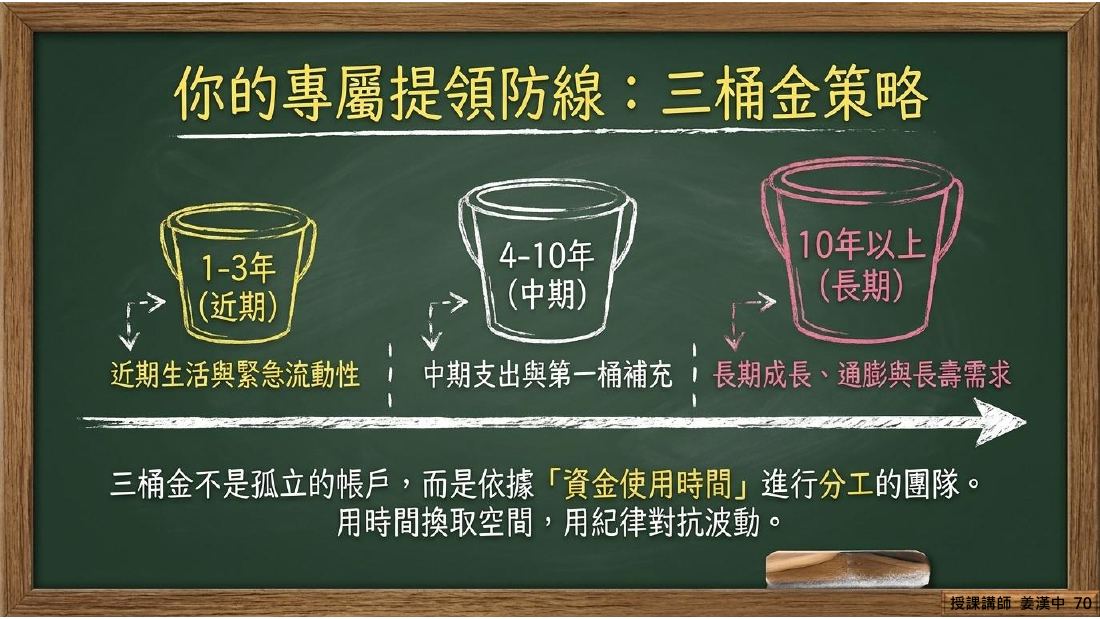 你的專屬提領防線：三桶金策略
1-3年
(近期)
4-10年
(中期)
10年以上
(長期)
近期生活與緊急流動性
中期支出與第一桶補充
長期成長、通膨與長壽需求
三桶金不是孤立的帳戶，而是依據「資金使用時間」進行分工的團隊。
用時間換取空間，用紀律對抗波動。
授課講師 姜漢中 70